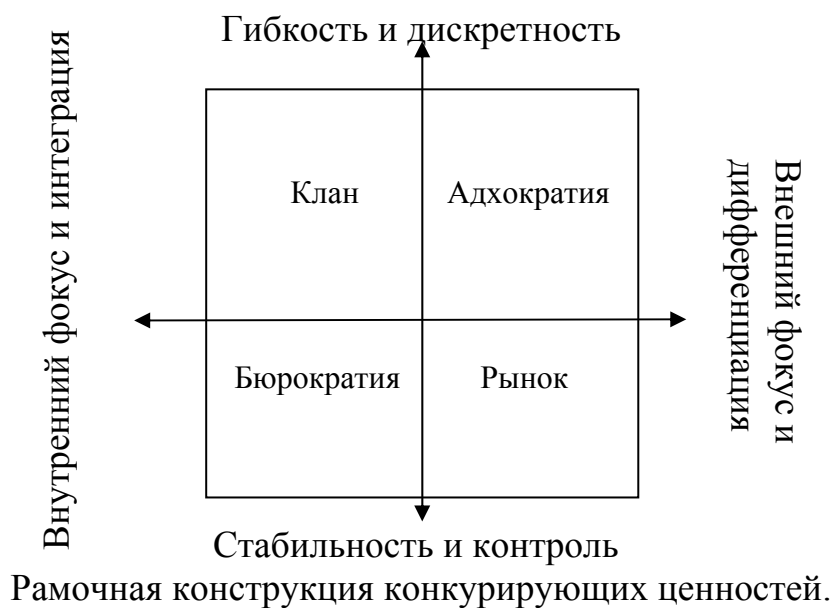 Гибкость и дискретность
Внутренний фокус и интеграция
Клан
Адхократия
Внешний фокус и
дифференциация
Бюрократия
Рынок
Стабильность и контроль
Рамочная конструкция конкурирующих ценностей.